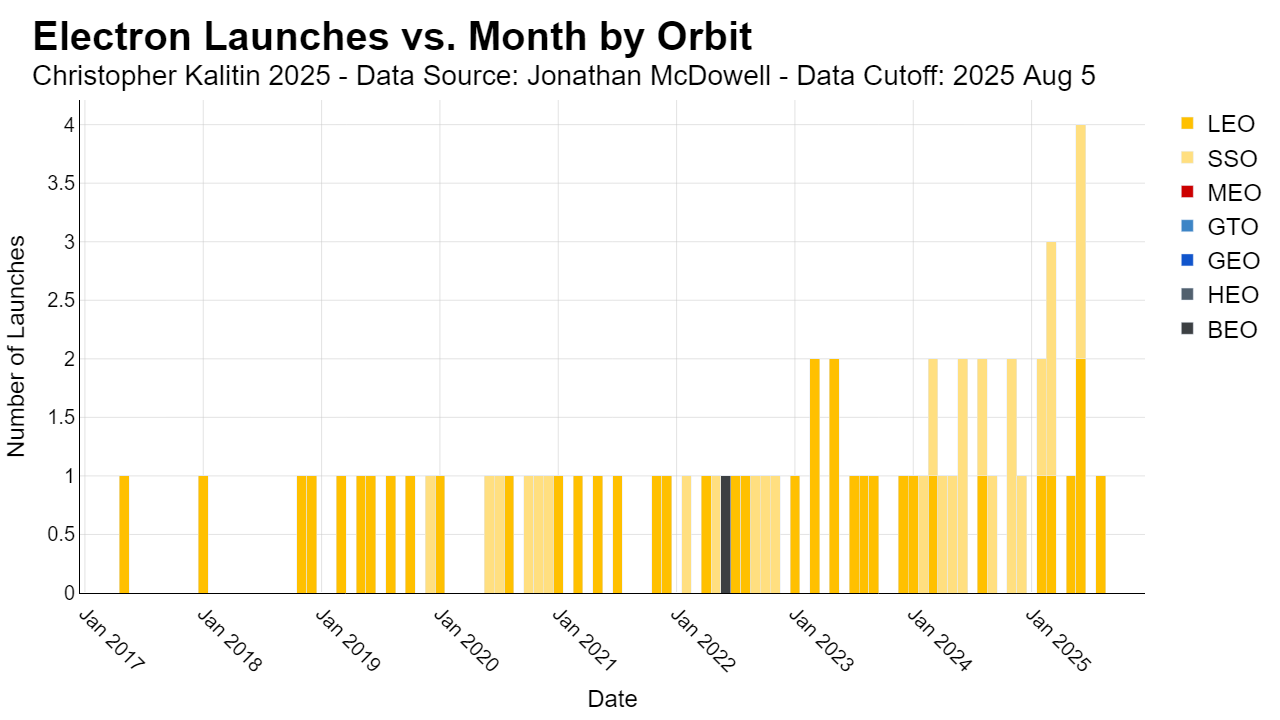 Electron Launches vs. Month by Orbit
Christopher Kalitin 2025 - Data Source: Jonathan McDowell - Data Cutoff: 2025 Aug 5
Number of Launches
4
3.5
3
2.5
2
1.5
1
0.5
0
Jan 2017
Jan 2018
Jan 2019
Jan 2020
Jan 2021
Jan 2022
Jan 2023
Jan 2024
Jan 2025
Date
LEO
SSO
MEO
GTO
GEO
HEO
BEO